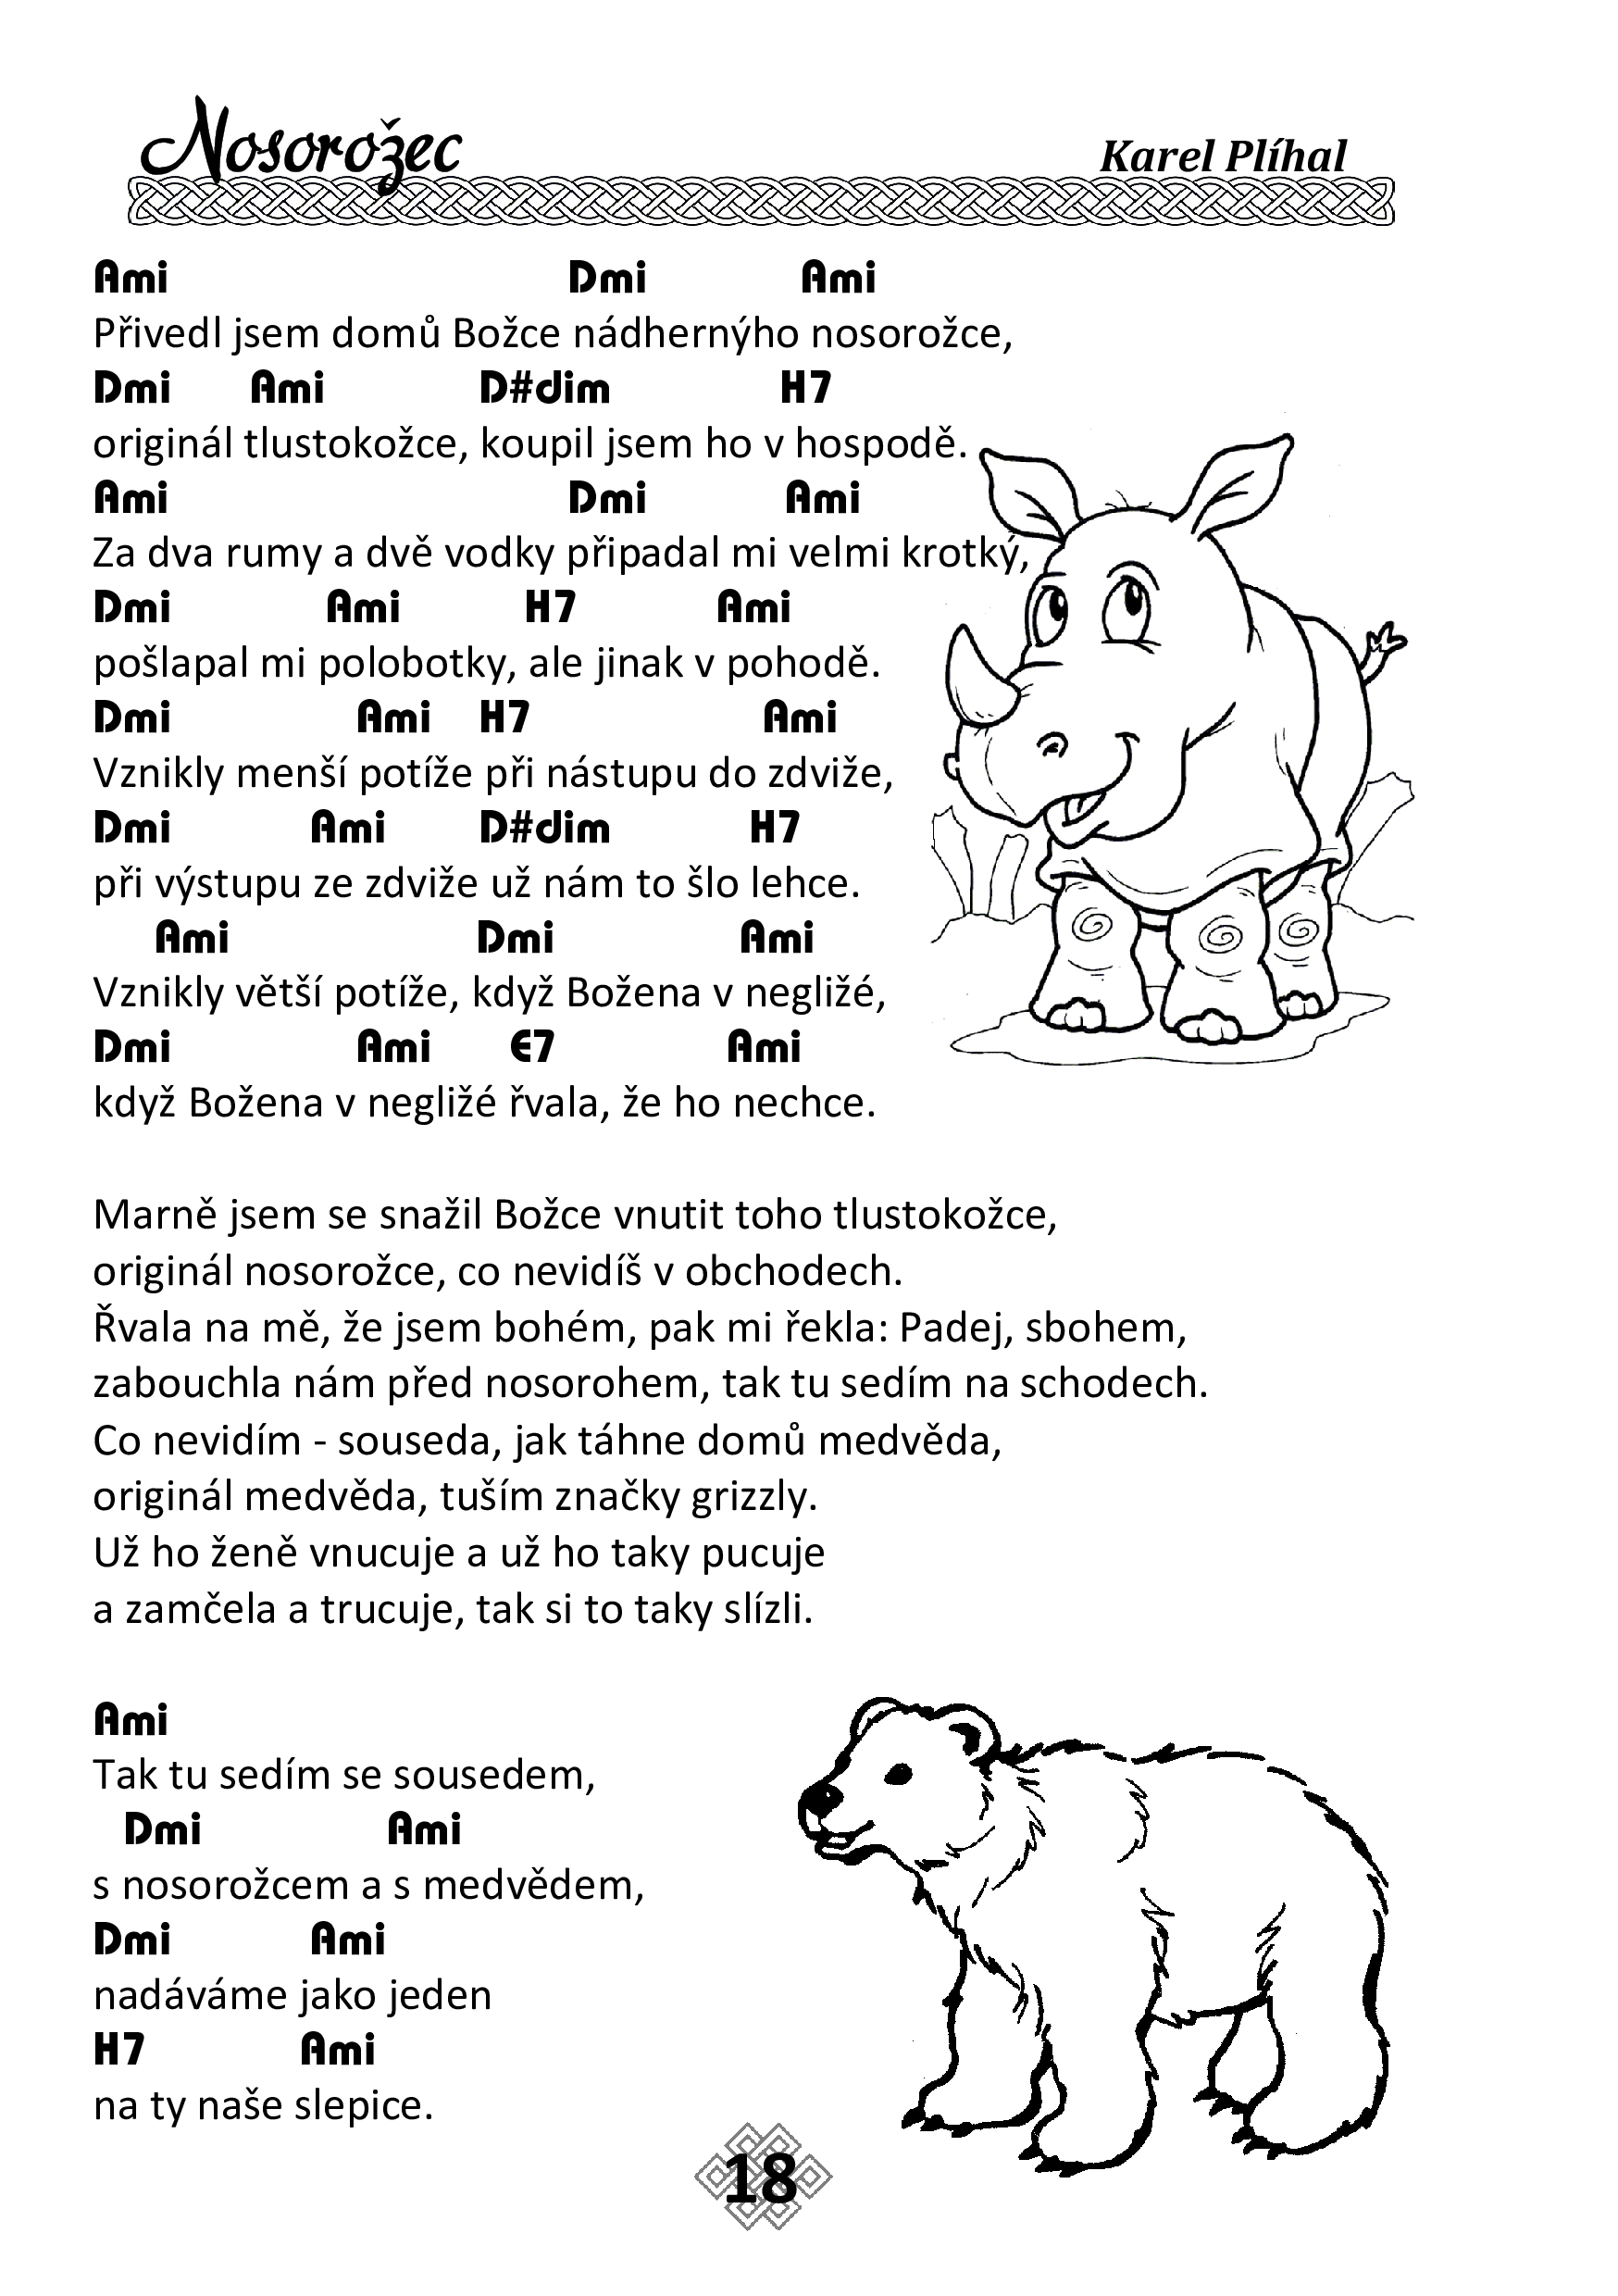 Nosorožec Karel Plíhal
Ami Dmi Ami
Přivedl jsem domů Božce nádhernýho nosorožce,
Dmi Ami D#dim H7
originál tlustokožce, koupil jsem ho v hospodě.
Ami Dmi Ami
Za dva rumy a dvě vodky připadal mi velmi krotký,
Dmi Ami H7 Ami
pošlapal mi polobotky, ale jinak v pohodě.
Dmi Ami H7 Ami
Vznikly menší potíže při nástupu do zdviže,
Dmi Ami D#dim H7
při výstupu ze zdviže už nám to šlo lehce.
Ami Dmi Ami
Vznikly větší potíže, když Božena v negližé,
Dmi Ami E7 Ami
když Božena v negližé řvala, že ho nechce.
Marně jsem se snažil Božce vnutit toho tlustokožce,
originál nosorožce, co nevidíš v obchodech.
Řvala na mě, že jsem bohém, pak mi řekla: Padej, sbohem,
zabouchla nám před nosorohem, tak tu sedím na schodech.
Co nevidím - souseda, jak táhne domů medvěda,
originál medvěda, tuším značky grizzly.
Už ho ženě vnucuje a už ho taky pucuje
a zamčela a trucuje, tak si to taky slízli.
Ami
Tak tu sedím se sousedem,
Dmi Ami
s nosorožcem a s medvědem,
Dmi Ami
nadáváme jako jeden
H7 Ami
na ty naše slepice.
18